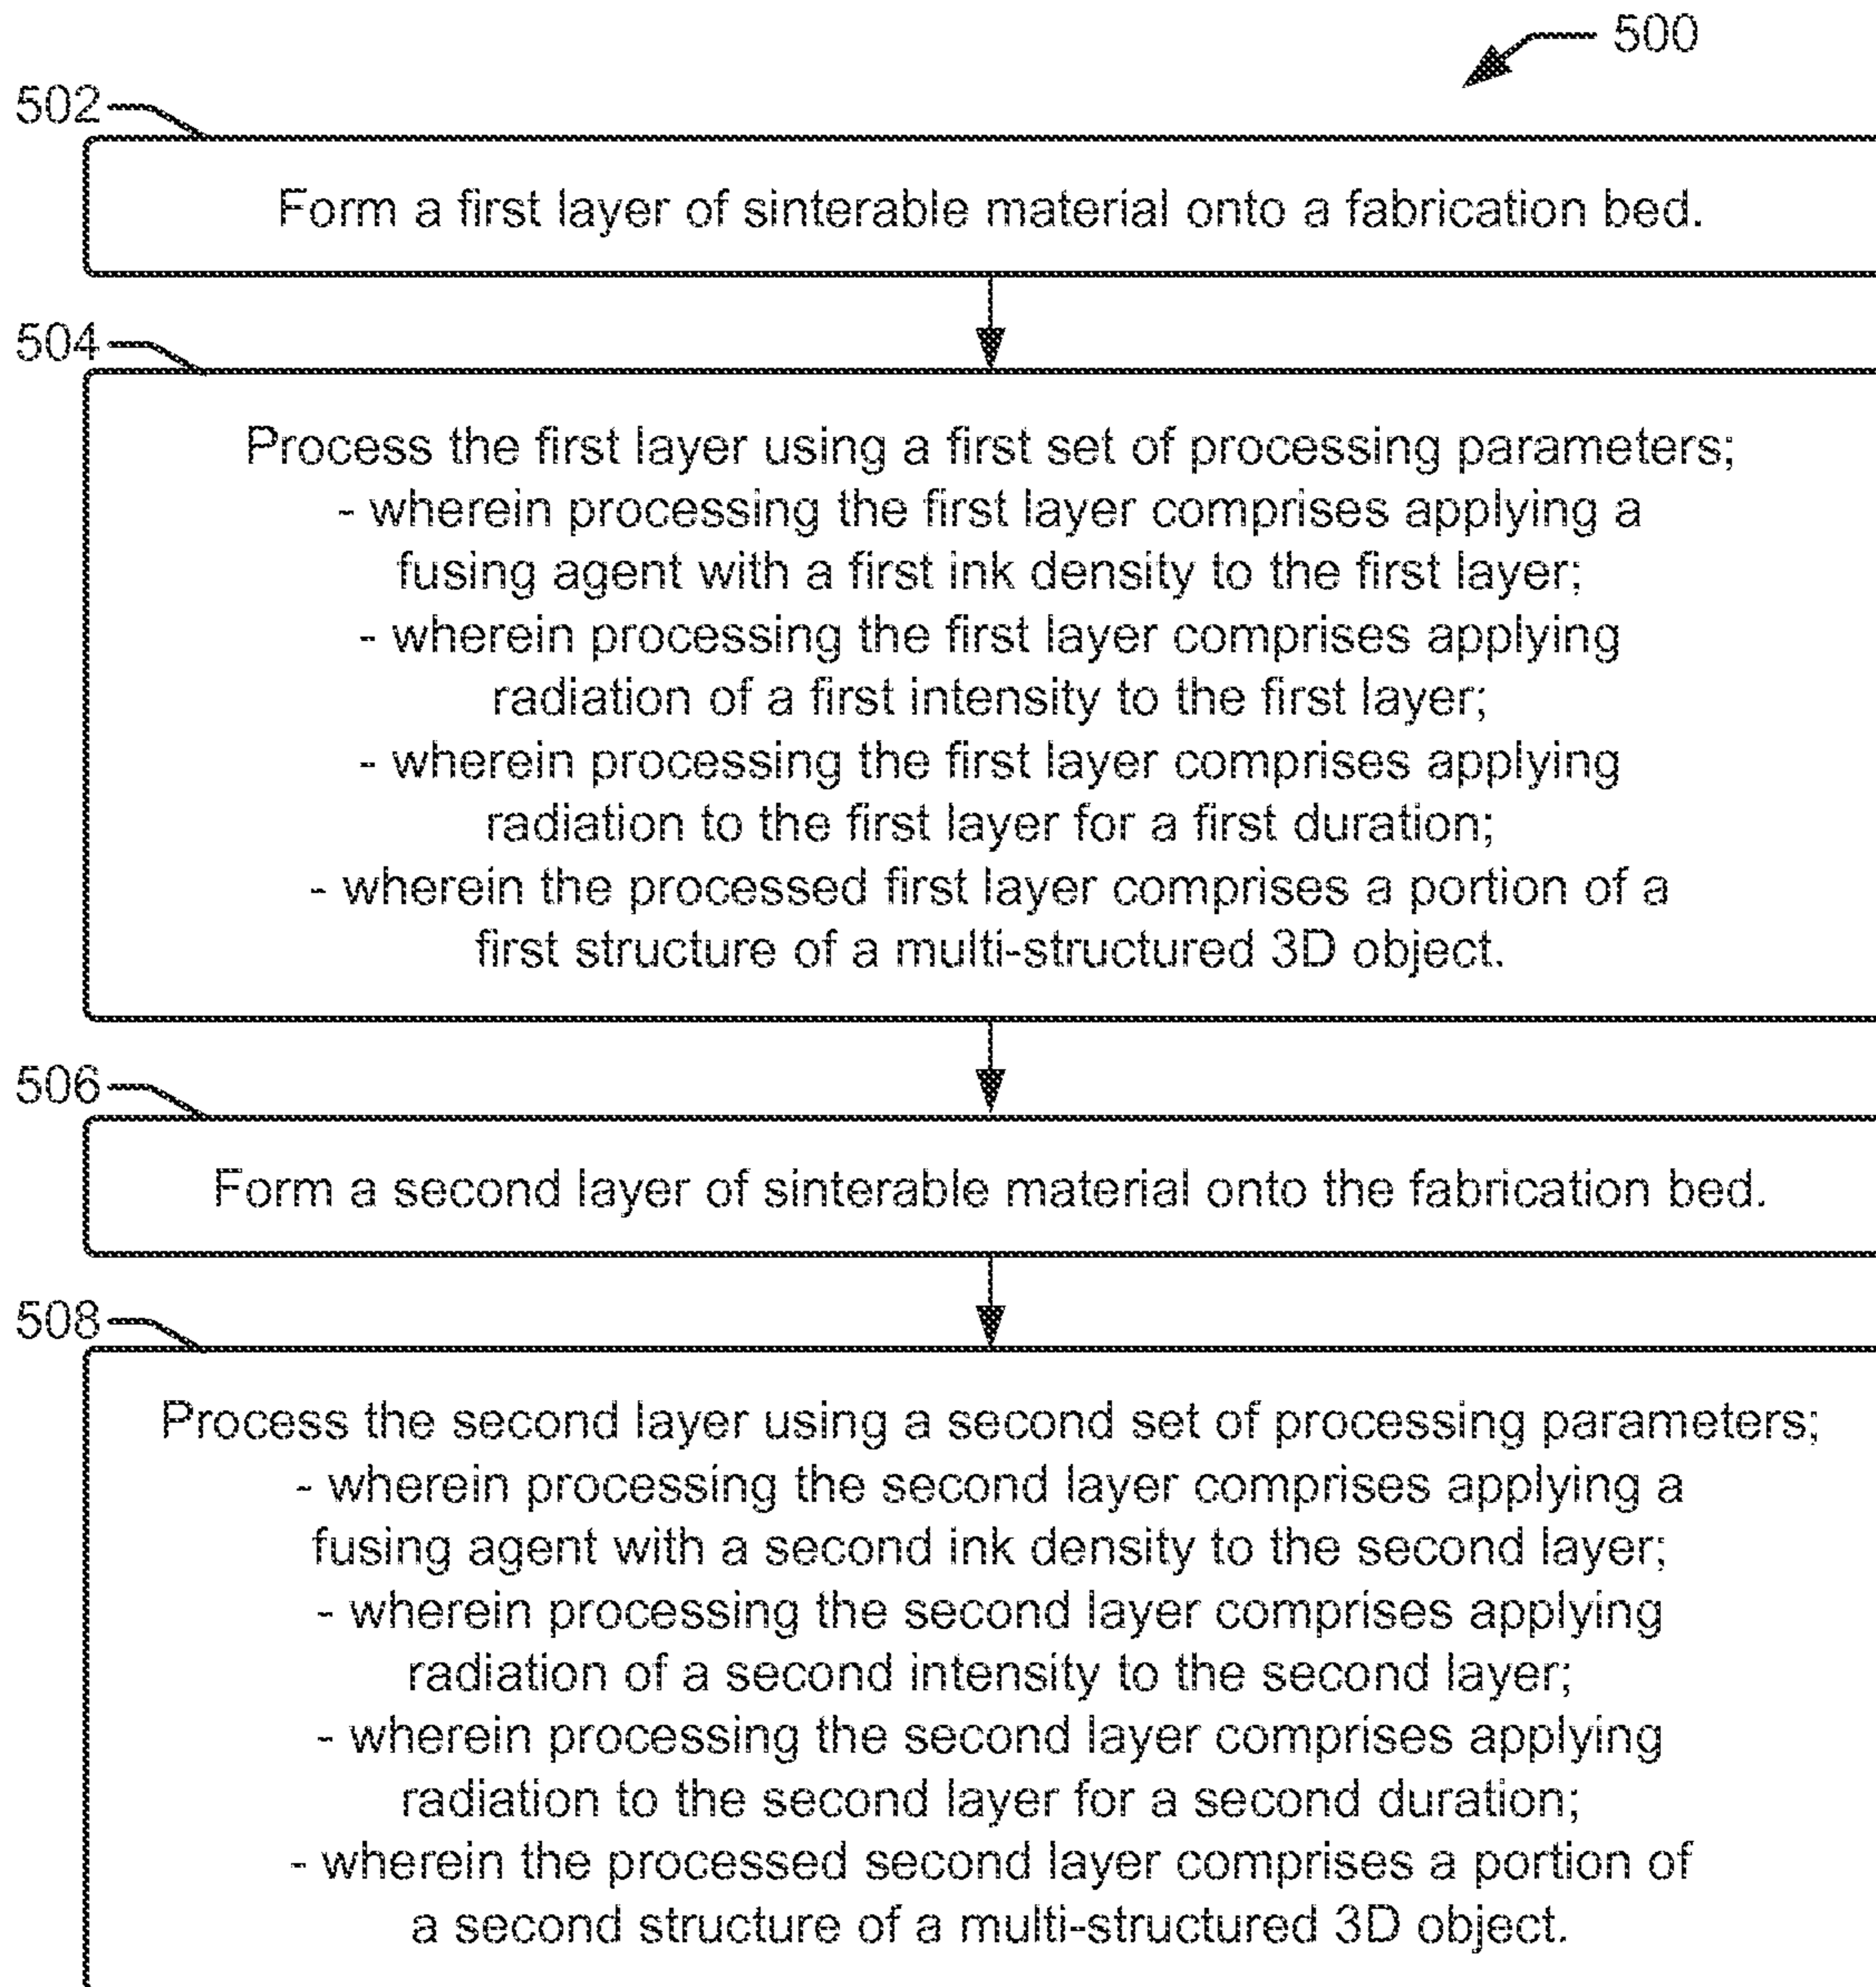 500
502
Form a first layer of sinterable material onto a fabrication bed.
504
Process the first layer using a first set of processing parameters;
- wherein processing the first layer comprises applying a
fusing agent with a first ink density to the first layer;
- wherein processing the first layer comprises applying
radiation of a first intensity to the first layer;
- wherein processing the first layer comprises applying
radiation to the first layer for a first duration;
- wherein the processed first layer comprises a portion of a
first structure of a multi-structured 3D object.
506
Form a second layer of sinterable material onto the fabrication bed.
508
Process the second layer using a second set of processing parameters;
- wherein processing the second layer comprises applying a
fusing agent with a second ink density to the second layer;
- wherein processing the second layer comprises applying
radiation of a second intensity to the second layer;
- wherein processing the second layer comprises applying
radiation to the second layer for a second duration;
- wherein the processed second layer comprises a portion of
a second structure of a multi-structured 3D object.